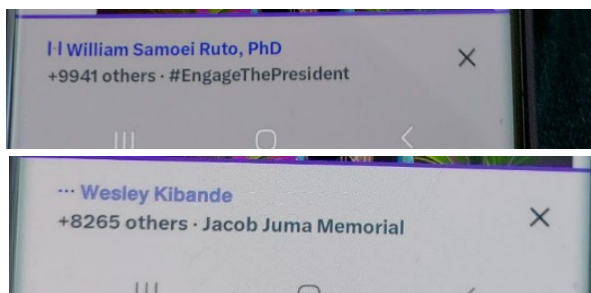 William Samoei Ruto, PhD
+9941 others · #EngageThePresident
··· Wesley Kibande
+8265 others · Jacob Juma Memorial